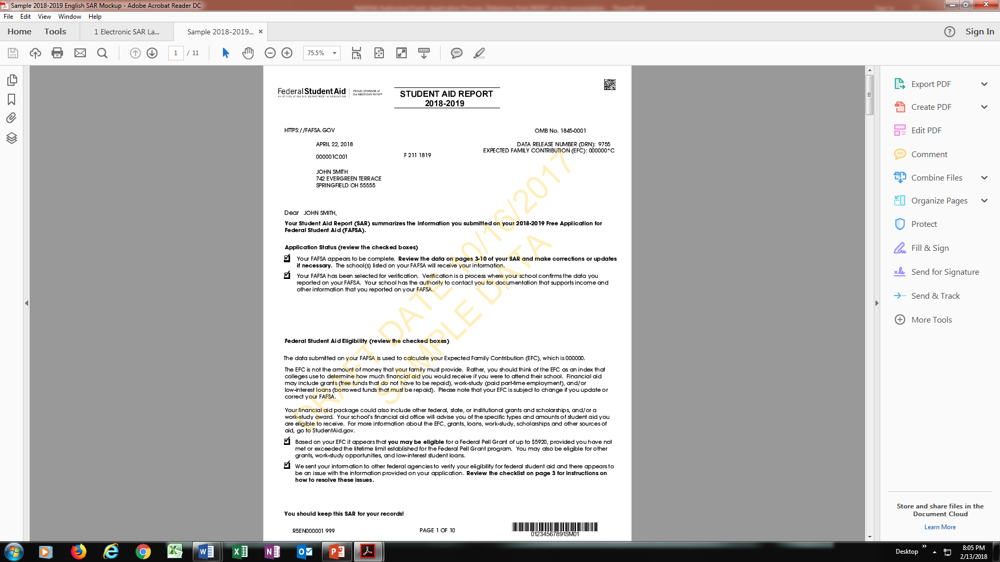 Sample 2018-2019 English SAR Mockup - Adobe Acrobat Reader DC
File Edit View Window Help
Home Tools 1 Electronic SAR La... Sample 2018-2019... × ? Sign In
1 / 11 75.5%
Federal Student Aid PROUD SPONSOR of
An OFFICE of the U.S. DEPARTMENT of EDUCATION the AMERICAN MIND®
STUDENT AID REPORT
2018-2019
HTTPS://FAFSA.GOV OMB No. 1845-0001
APRIL 22, 2018 DATA RELEASE NUMBER (DRN): 9755
EXPECTED FAMILY CONTRIBUTION (EFC): 000000*C
000001C001 F 211 1819
JOHN SMITH
742 EVERGREEN TERRACE
SPRINGFIELD OH 55555
Dear JOHN SMITH,
Your Student Aid Report (SAR) summarizes the information you submitted on your 2018-2019 Free Application for
Federal Student Aid (FAFSA).
Application Status (review the checked boxes)
Your FAFSA appears to be complete. Review the data on pages 3-10 of your SAR and make corrections or updates
if necessary. The school(s) listed on your FAFSA will receive your information.
Your FAFSA has been selected for verification. Verification is a process where your school confirms the data you
reported on your FAFSA. Your school has the authority to contact you for documentation that supports income and
other information that you reported on your FAFSA.
DRAFT DATE 10/16/2017
SAMPLE DATA
Federal Student Aid Eligibility (review the checked boxes)
The data submitted on your FAFSA is used to calculate your Expected Family Contribution (EFC), which is 000000.
The EFC is not the amount of money that your family must provide. Rather, you should think of the EFC as an index that
colleges use to determine how much financial aid you would receive if you were to attend their school. Financial aid
may include grants (free funds that do not have to be repaid), work-study (paid part-time employment), and/or
low-interest loans (borrowed funds that must be repaid). Please note that your EFC is subject to change if you update or
correct your FAFSA.
Your financial aid package could also include other federal, state, or institutional grants and scholarships, and/or a
work-study award. Your school's financial aid office will advise you of the specific types and amounts of student aid you
are eligible to receive. For more information about the EFC, grants, loans, work-study, scholarships and other sources of
aid, go to StudentAid.gov.
Based on your EFC it appears that you may be eligible for a Federal Pell Grant of up to $5920, provided you have not
met or exceeded the lifetime limit established for the Federal Pell Grant program. You may also be eligible for other
grants, work-study opportunities, and low-interest student loans.
We sent your information to other federal agencies to verify your eligibility for federal student aid and there appears to
be an issue with the information provided on your application. Review the checklist on page 3 for instructions on
how to resolve these issues.
You should keep this SAR for your records!
R5EN000001 999 PAGE 1 OF 10
01234567891SM01
Export PDF
Create PDF
Edit PDF
Comment
Combine Files
Organize Pages
Protect
Fill & Sign
Send for Signature
Send & Track
More Tools
Store and share files in the
Document Cloud
Learn More
Desktop » 8:05 PM
2/13/2018